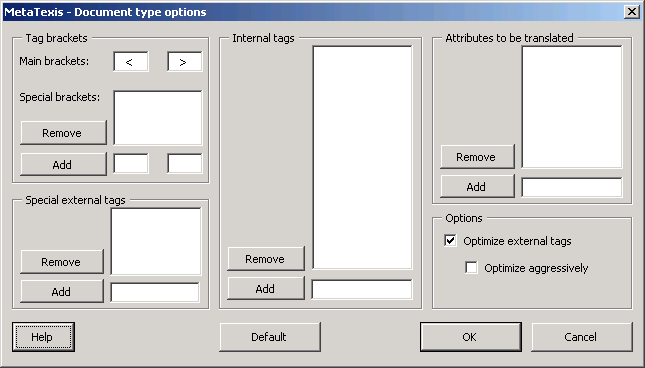 MetaTexis - Document type options
Tag brackets
Main brackets: < >
Special brackets:
Remove
Add
Special external tags
Remove
Add
Internal tags
Remove
Add
Attributes to be translated
Remove
Add
Options
Optimize external tags
Optimize aggressively
Help
Default
OK
Cancel